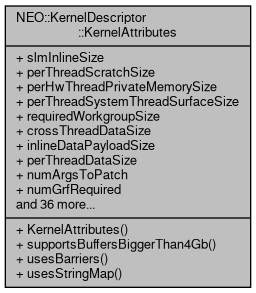 NEO::KernelDescriptor
::KernelAttributes
+ slmInlineSize
+ perThreadScratchSize
+ perHwThreadPrivateMemorySize
+ perThreadSystemThreadSurfaceSize
+ requiredWorkgroupSize
+ crossThreadDataSize
+ inlineDataPayloadSize
+ perThreadDataSize
+ numArgsToPatch
+ numGrfRequired
and 36 more...
+ KernelAttributes()
+ supportsBuffersBiggerThan4Gb()
+ usesBarriers()
+ usesStringMap()